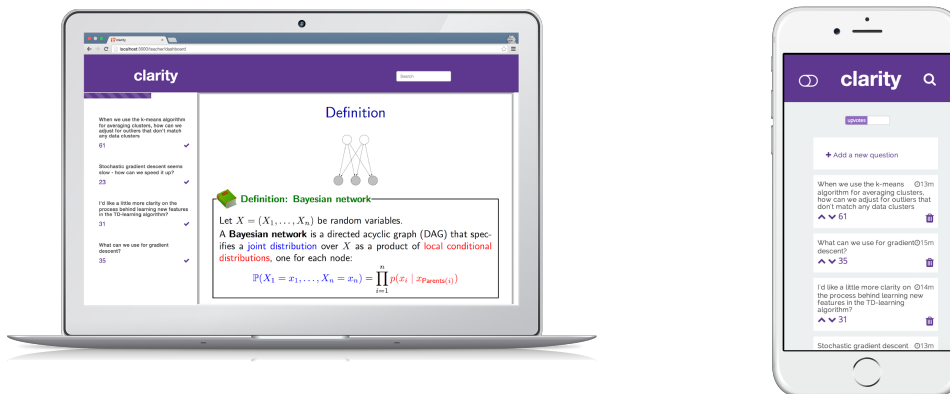 clarity
localhost:3000/teacher/dashboard
clarity
Search
When we use the k-means algorithm
for averaging clusters, how can we
adjust for outliers that don't match
any data clusters
61
Stochastic gradient descent seems
slow - how can we speed it up?
23
I'd like a little more clarity on the
process behind learning new features
in the TD-learning algorithm?
31
What can we use for gradient
descent?
35
Definition
Definition: Bayesian network
Let X = (X₁, . . . , Xₙ) be random variables.
A Bayesian network is a directed acyclic graph (DAG) that spec-
ifies a joint distribution over X as a product of local conditional
distributions, one for each node:
ℙ(X₁ = x₁, . . . , Xₙ = xₙ) = ∏ⁿᵢ₌₁ p(xᵢ | x_Parents(i))
clarity
upvotes
+ Add a new question
When we use the k-means 13m
algorithm for averaging clusters,
how can we adjust for outliers that
don't match any data clusters
61
What can we use for gradient 15m
descent?
35
I'd like a little more clarity on 14m
the process behind learning new
features in the TD-learning
algorithm?
31
Stochastic gradient descent 13m